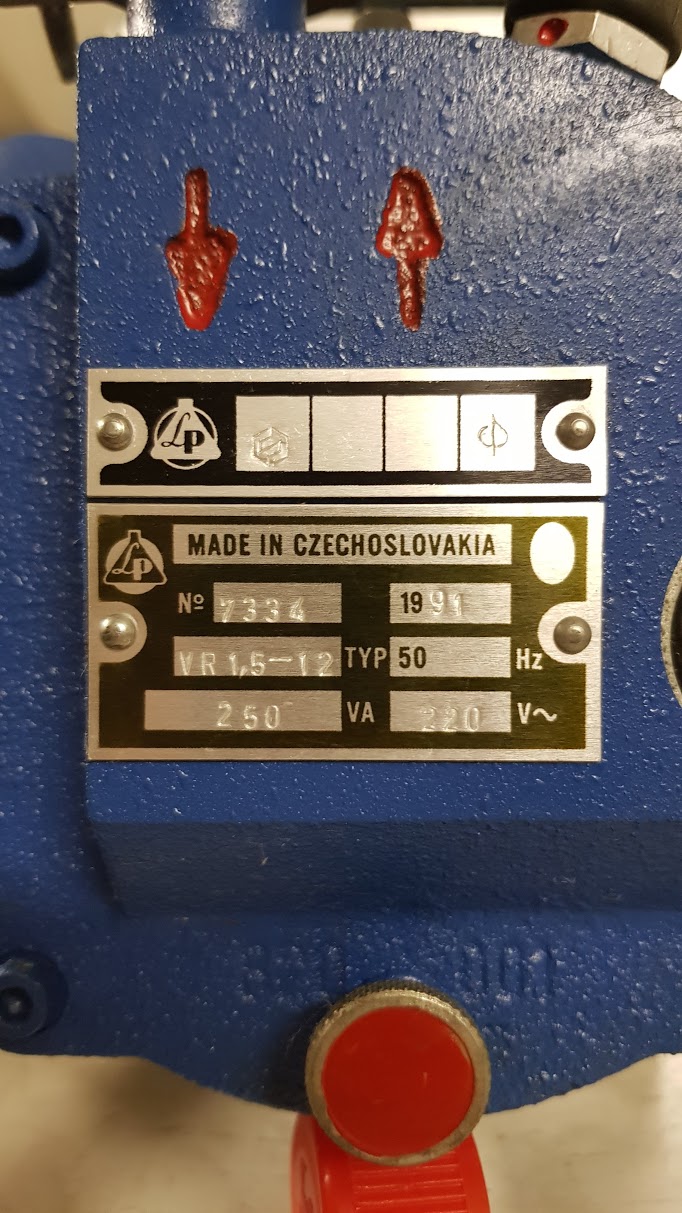 LP
LP
MADE IN CZECHOSLOVAKIA
№ 7334 1991
VR 1,5-12 TYP 50 Hz
250 VA 220 V~